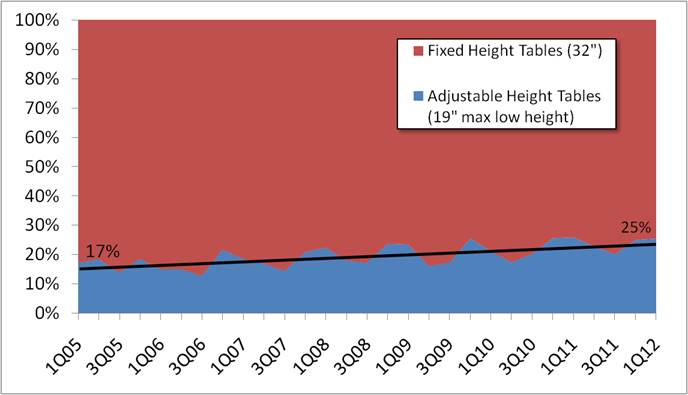 100%
90%
80%
70%
60%
50%
40%
30%
20%
10%
0%
Fixed Height Tables (32")
Adjustable Height Tables
(19" max low height)
17%
25%
1Q05
3Q05
1Q06
3Q06
1Q07
3Q07
1Q08
3Q08
1Q09
3Q09
1Q10
3Q10
1Q11
3Q11
1Q12